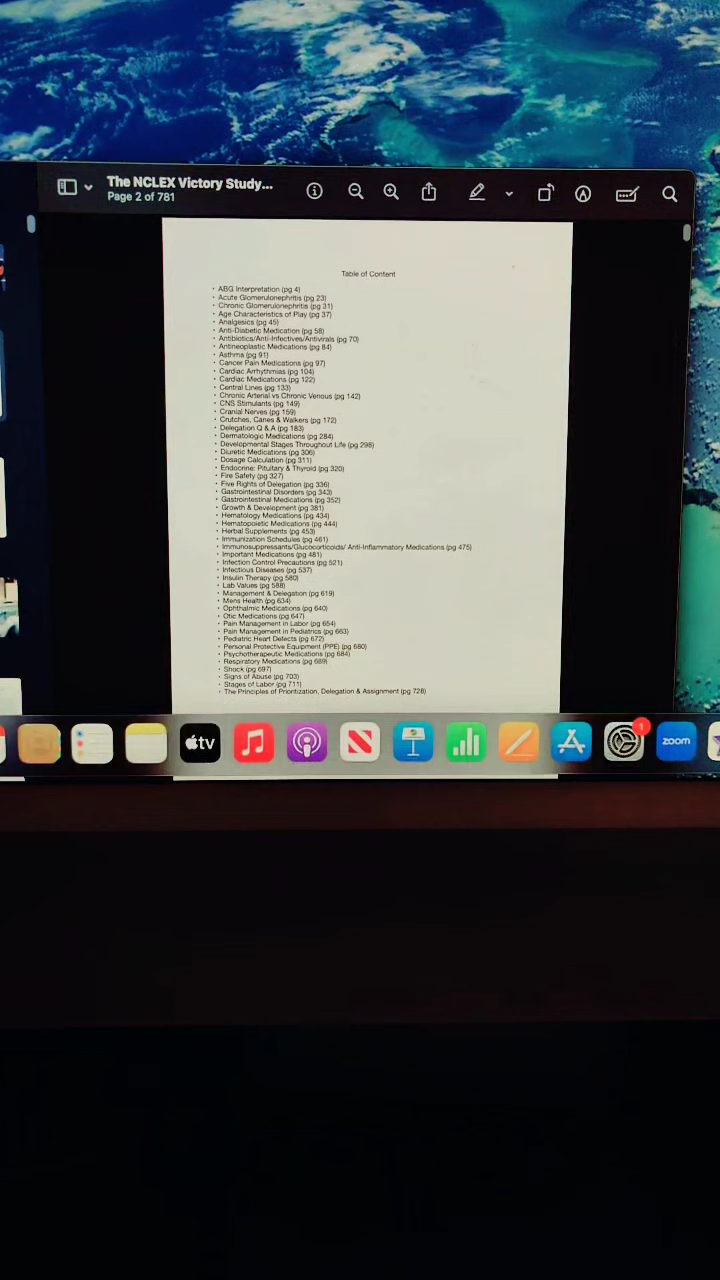 The NCLEX Victory Study...
Page 2 of 781
Table of Content
• ABG Interpretation (pg 4)
• Acute Glomerulonephritis (pg 23)
• Chronic Glomerulonephritis (pg 31)
• Age Characteristics of Play (pg 37)
• Analgesics (pg 45)
• Anti-Diabetic Medication (pg 58)
• Antibiotics/Anti-Infectives/Antivirals (pg 70)
• Antineoplastic Medications (pg 84)
• Asthma (pg 91)
• Cancer Pain Medications (pg 97)
• Cardiac Arrhythmias (pg 104)
• Cardiac Medications (pg 122)
• Central Lines (pg 133)
• Chronic Arterial vs Chronic Venous (pg 142)
• CNS Stimulants (pg 149)
• Cranial Nerves (pg 159)
• Crutches, Canes & Walkers (pg 172)
• Delegation Q & A (pg 183)
• Dermatologic Medications (pg 284)
• Developmental Stages Throughout Life (pg 298)
• Diuretic Medications (pg 306)
• Dosage Calculation (pg 311)
• Endocrine: Pituitary & Thyroid (pg 320)
• Fire Safety (pg 327)
• Five Rights of Delegation (pg 336)
• Gastrointestinal Disorders (pg 343)
• Gastrointestinal Medications (pg 352)
• Growth & Development (pg 381)
• Hematology Medications (pg 434)
• Hematopoietic Medications (pg 444)
• Herbal Supplements (pg 453)
• Immunization Schedules (pg 461)
• Immunosuppressants/Glucocorticoids/ Anti-Inflammatory Medications (pg 475)
• Important Medications (pg 481)
• Infection Control Precautions (pg 521)
• Infectious Diseases (pg 537)
• Insulin Therapy (pg 580)
• Lab Values (pg 588)
• Management & Delegation (pg 619)
• Mens Health (pg 634)
• Ophthalmic Medications (pg 640)
• Otic Medications (pg 647)
• Pain Management in Labor (pg 654)
• Pain Management in Pediatrics (pg 663)
• Pediatric Heart Defects (pg 672)
• Personal Protective Equipment (PPE) (pg 680)
• Psychotherapeutic Medications (pg 684)
• Respiratory Medications (pg 689)
• Shock (pg 697)
• Signs of Abuse (pg 703)
• Stages of Labor (pg 711)
• The Principles of Prioritization, Delegation & Assignment (pg 728)
tv
1
zoom